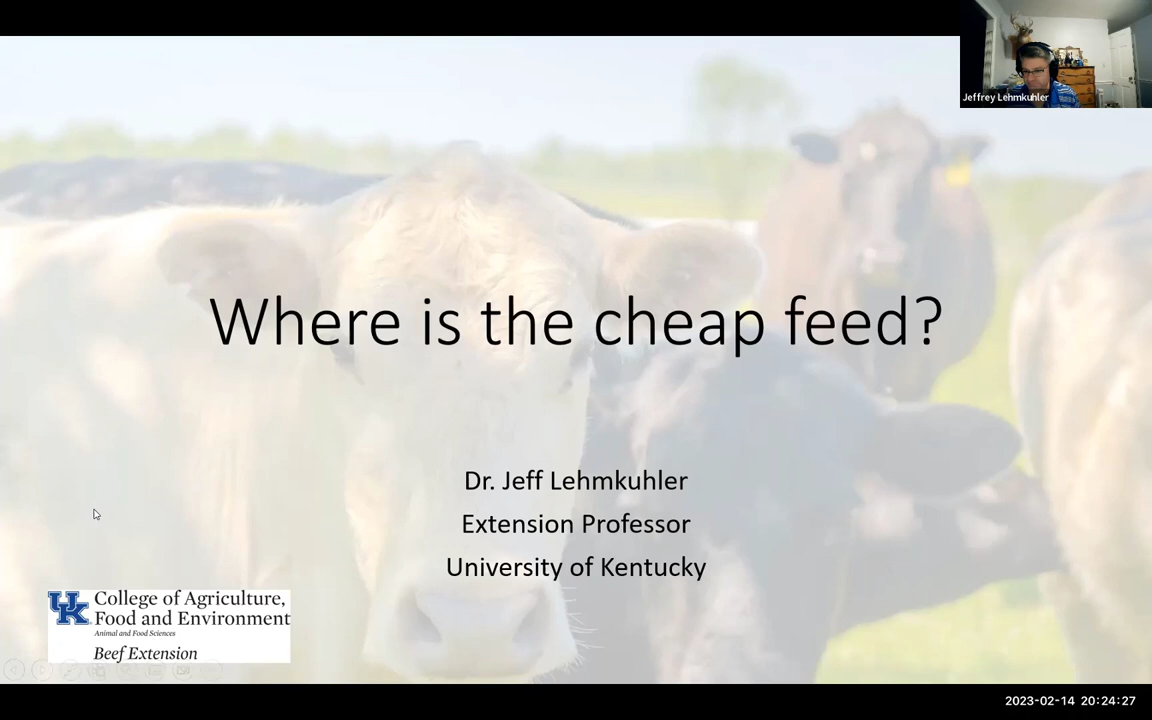 Jeffrey Lehmkuhler
Where is the cheap feed?
Dr. Jeff Lehmkuhler
Extension Professor
University of Kentucky
UK
College of Agriculture,
Food and Environment
Animal and Food Sciences
Beef Extension
2023-02-14 20:24:27